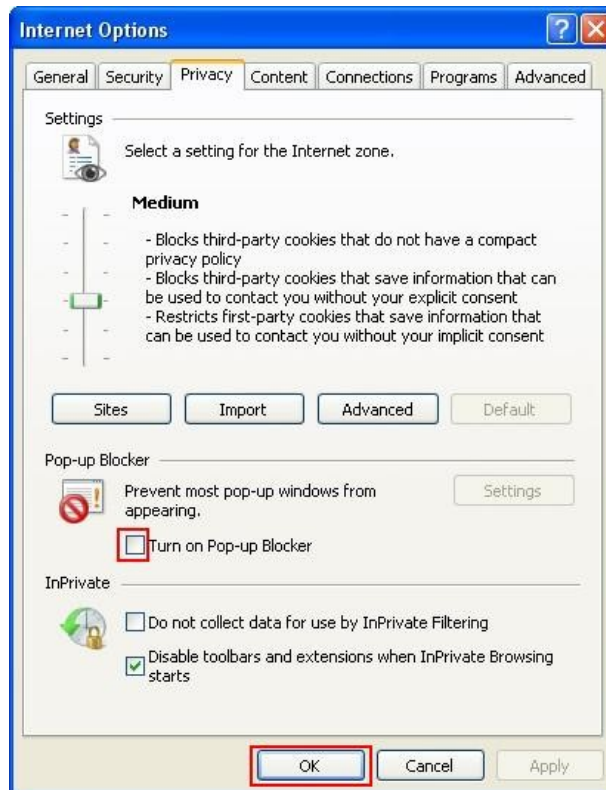 Internet Options
General Security Privacy Content Connections Programs Advanced
Settings
Select a setting for the Internet zone.
Medium
- Blocks third-party cookies that do not have a compact
privacy policy
- Blocks third-party cookies that save information that can
be used to contact you without your explicit consent
- Restricts first-party cookies that save information that
can be used to contact you without your implicit consent
Sites Import Advanced Default
Pop-up Blocker
Prevent most pop-up windows from
appearing.
Settings
Turn on Pop-up Blocker
InPrivate
Do not collect data for use by InPrivate Filtering
Disable toolbars and extensions when InPrivate Browsing
starts
OK Cancel Apply